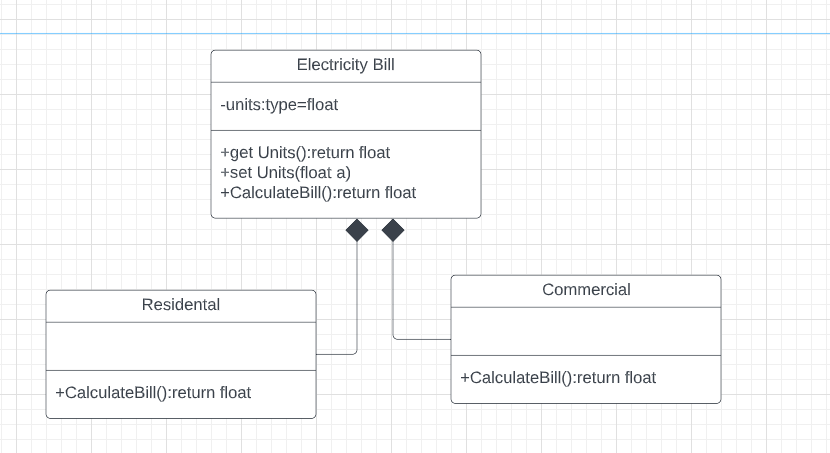 Electricity Bill
-units:type=float
+get Units():return float
+set Units(float a)
+CalculateBill():return float
Residental
+CalculateBill():return float
Commercial
+CalculateBill():return float